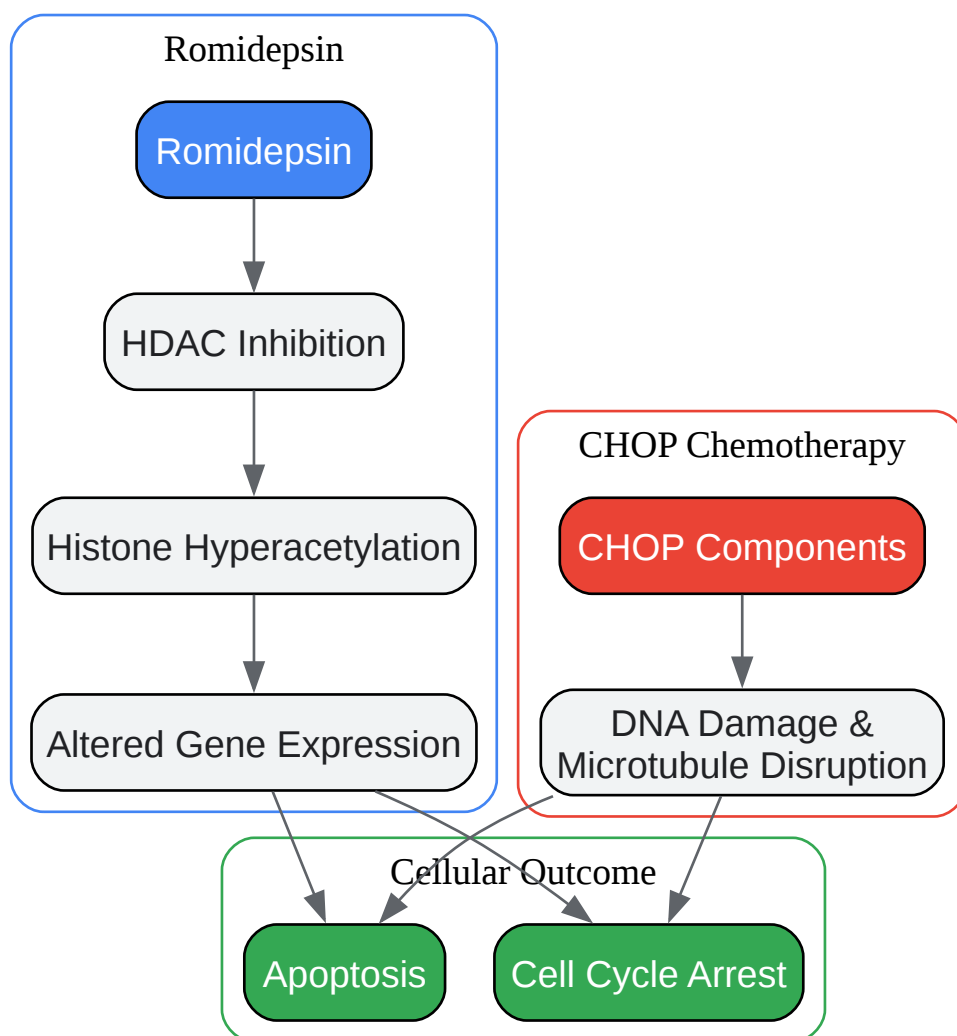 Romidepsin
Romidepsin
HDAC Inhibition
Histone Hyperacetylation
Altered Gene Expression
CHOP Chemotherapy
CHOP Components
DNA Damage &
Microtubule Disruption
Cellular Outcome
Apoptosis
Cell Cycle Arrest